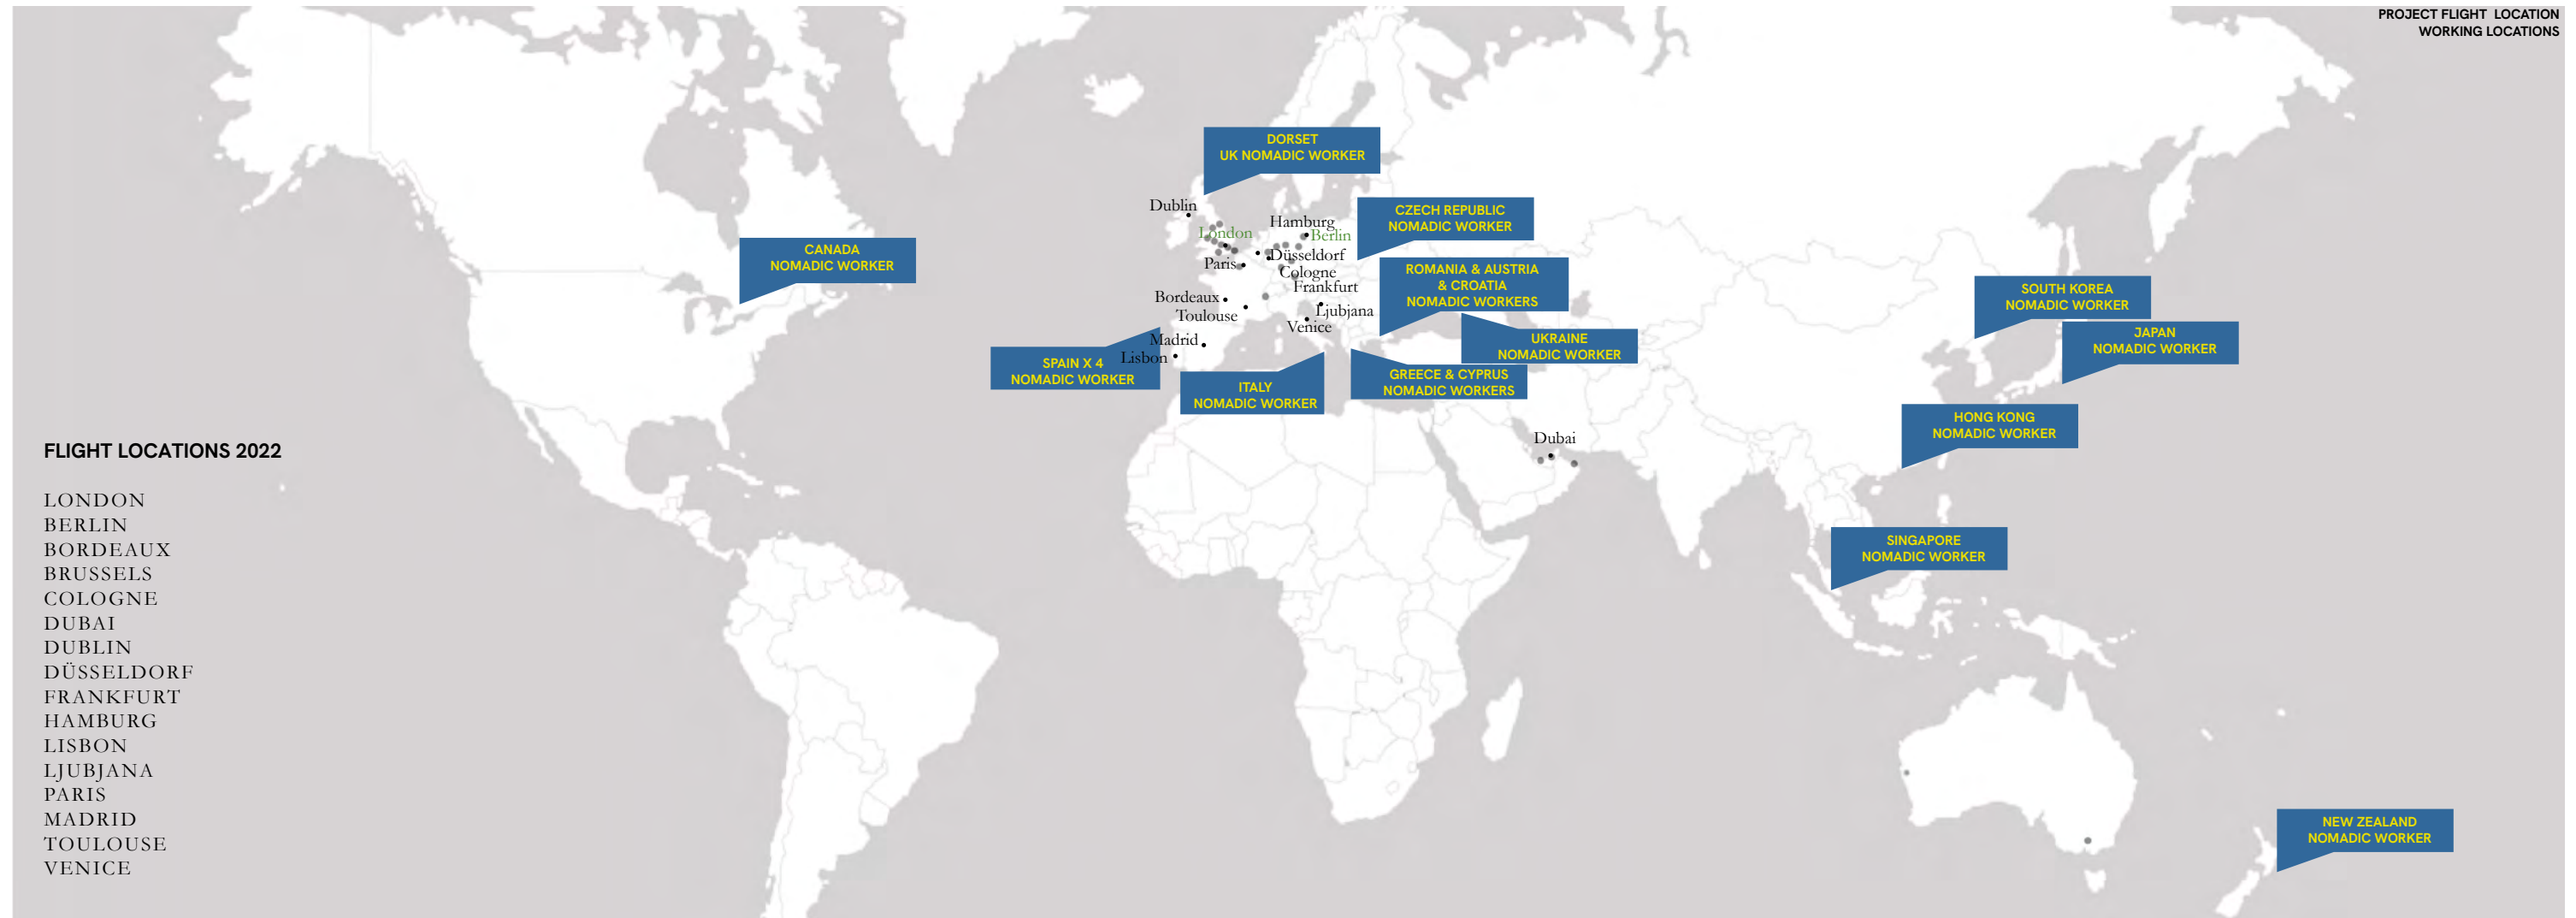 PROJECT FLIGHT  LOCATION
WORKING LOCATIONS
DORSET
UK NOMADIC WORKER
Dublin
London
Hamburg
Berlin
Düsseldorf
Paris
Cologne
Frankfurt
Bordeaux
Toulouse
Ljubjana
Venice
Madrid
Lisbon
CZECH REPUBLIC
NOMADIC WORKER
CANADA
NOMADIC WORKER
ROMANIA & AUSTRIA
& CROATIA
NOMADIC WORKERS
UKRAINE
NOMADIC WORKER
SPAIN X 4
NOMADIC WORKER
ITALY
NOMADIC WORKER
GREECE & CYPRUS
NOMADIC WORKERS
SOUTH KOREA
NOMADIC WORKER
JAPAN
NOMADIC WORKER
HONG KONG
NOMADIC WORKER
Dubai
SINGAPORE
NOMADIC WORKER
NEW ZEALAND
NOMADIC WORKER
FLIGHT LOCATIONS 2022
LONDON
BERLIN
BORDEAUX
BRUSSELS
COLOGNE
DUBAI
DUBLIN
DÜSSELDORF
FRANKFURT
HAMBURG
LISBON
LJUBJANA
PARIS
MADRID
TOULOUSE
VENICE